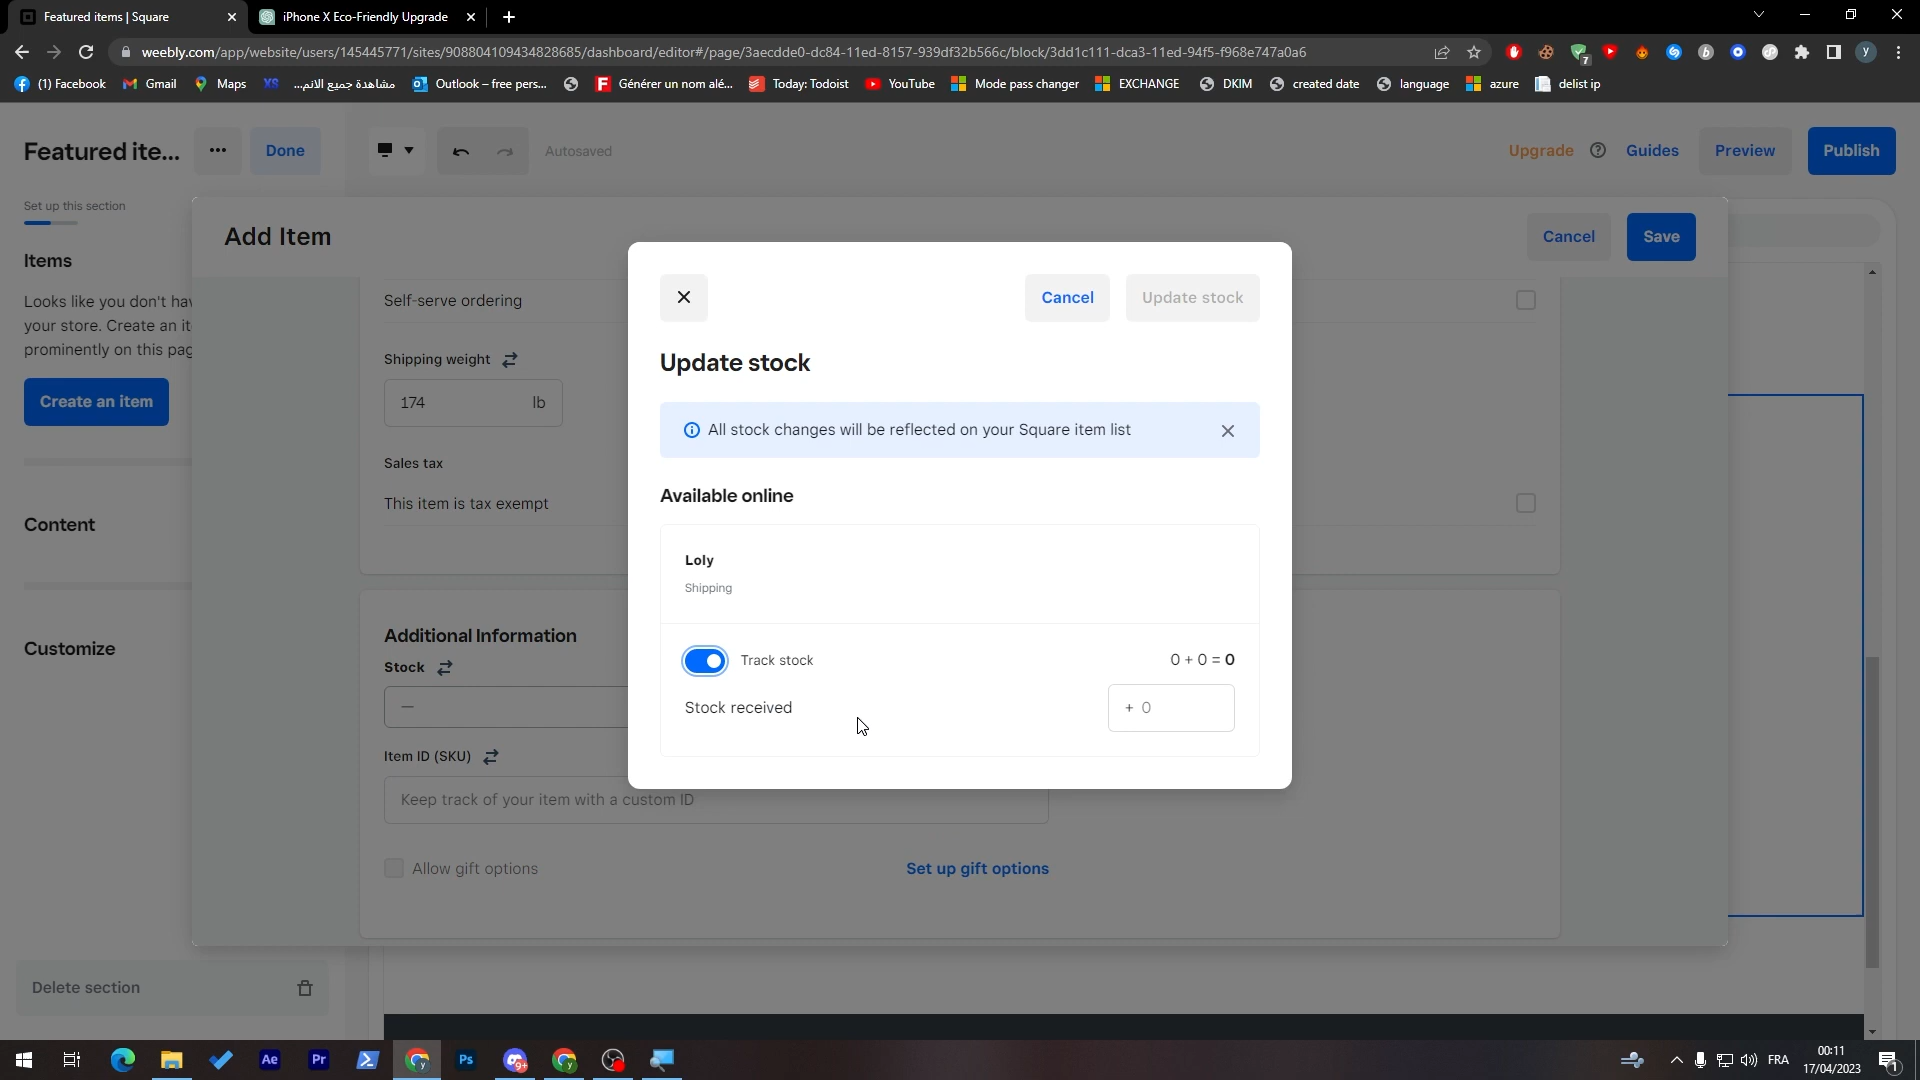 Featured items | Square
iPhone X Eco-Friendly Upgrade
weebly.com/app/website/users/145445771/sites/908804109434828685/dashboard/editor#/page/3aecdde0-dc84-11ed-8157-939df32b566c/block/3dd1c111-dca3-11ed-94f5-f968e747a0a6
7
y
(1) Facebook
Gmail
Maps
XS
مشاهدة جميع الانم...
Outlook – free pers...
Générer un nom alé...
Today: Todoist
YouTube
Mode pass changer
EXCHANGE
DKIM
created date
language
azure
delist ip
Featured ite...
Done
Autosaved
Upgrade
Guides
Preview
Publish
Set up this section
Add Item
Cancel
Save
Items
Looks like you don't hav
your store. Create an it
prominently on this pag
Create an item
Content
Customize
Delete section
Self-serve ordering
Shipping weight
174 lb
Sales tax
This item is tax exempt
Additional Information
Stock
—
Item ID (SKU)
Keep track of your item with a custom ID
Allow gift options
Set up gift options
Cancel
Update stock
Update stock
All stock changes will be reflected on your Square item list
Available online
Loly
Shipping
Track stock
0 + 0 = 0
Stock received
+ 0
Ae
Pr
Ps
9+
FRA
00:11
17/04/2023
1